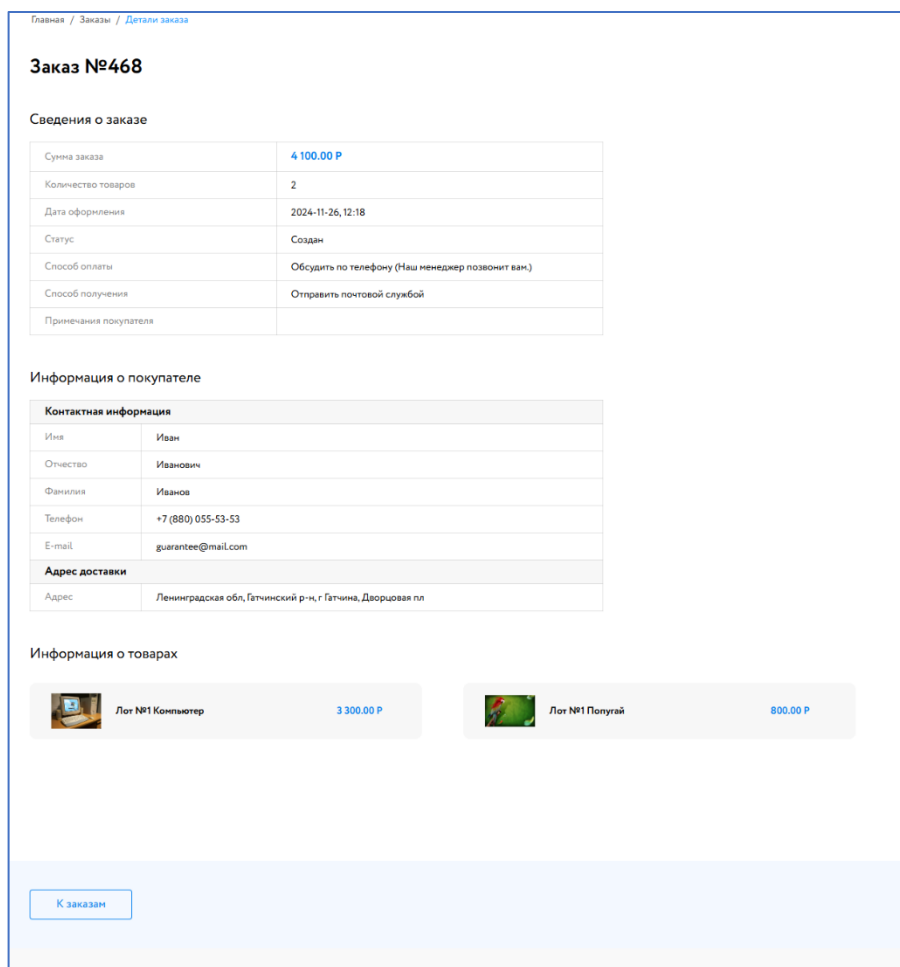 Главная / Заказы / Детали заказа
Заказ №468
Сведения о заказе
Сумма заказа 4 100.00 Р
Количество товаров 2
Дата оформления 2024-11-26, 12:18
Статус Создан
Способ оплаты Обсудить по телефону (Наш менеджер позвонит вам.)
Способ получения Отправить почтовой службой
Примечания покупателя
Информация о покупателе
Контактная информация
Имя Иван
Отчество Иванович
Фамилия Иванов
Телефон +7 (880) 055-53-53
E-mail guarantee@mail.com
Адрес доставки
Адрес Ленинградская обл, Гатчинский р-н, г Гатчина, Дворцовая пл
Информация о товарах
Лот №1 Компьютер 3 300.00 Р Лот №1 Попугай 800.00 Р
К заказам